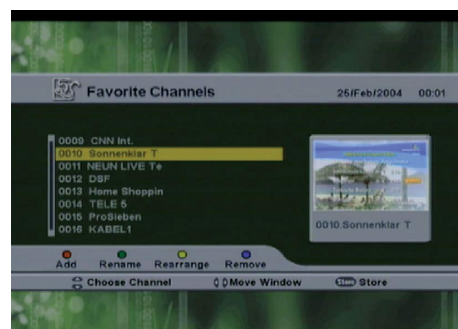 Favorite Channels 25/Feb/2004 00:01
0009 CNN Int.
0010 Sonnenklar T
0011 NEUN LIVE Te
0012 DSF
0013 Home Shoppin
0014 TELE 5
0015 ProSieben
0016 KABEL1
0010.Sonnenklar T
Add Rename Rearrange Remove
Choose Channel Move Window Store